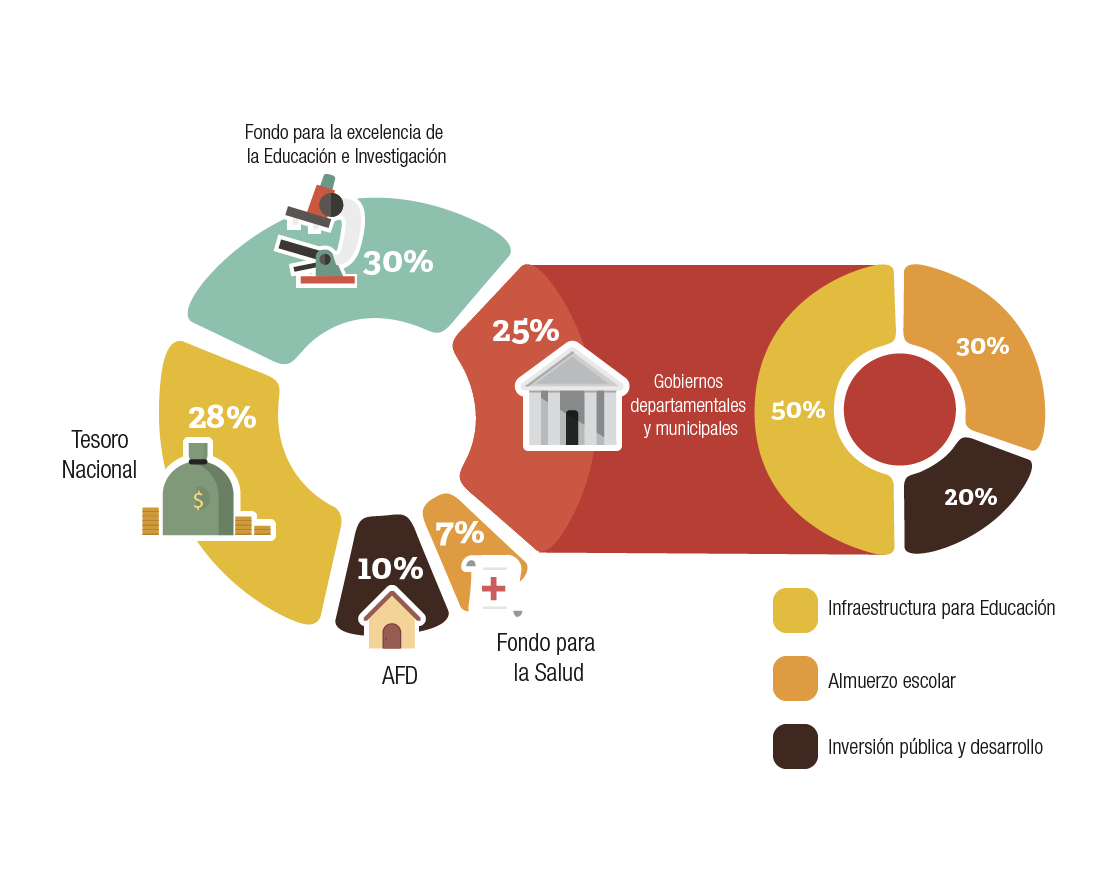 Fondo para la excelencia de
la Educación e Investigación
30%
25%
28%
Tesoro
Nacional
$
10%
AFD
7%
Fondo para
la Salud
Gobiernos
departamentales
y municipales
50%
30%
20%
Infraestructura para Educación
Almuerzo escolar
Inversión pública y desarrollo